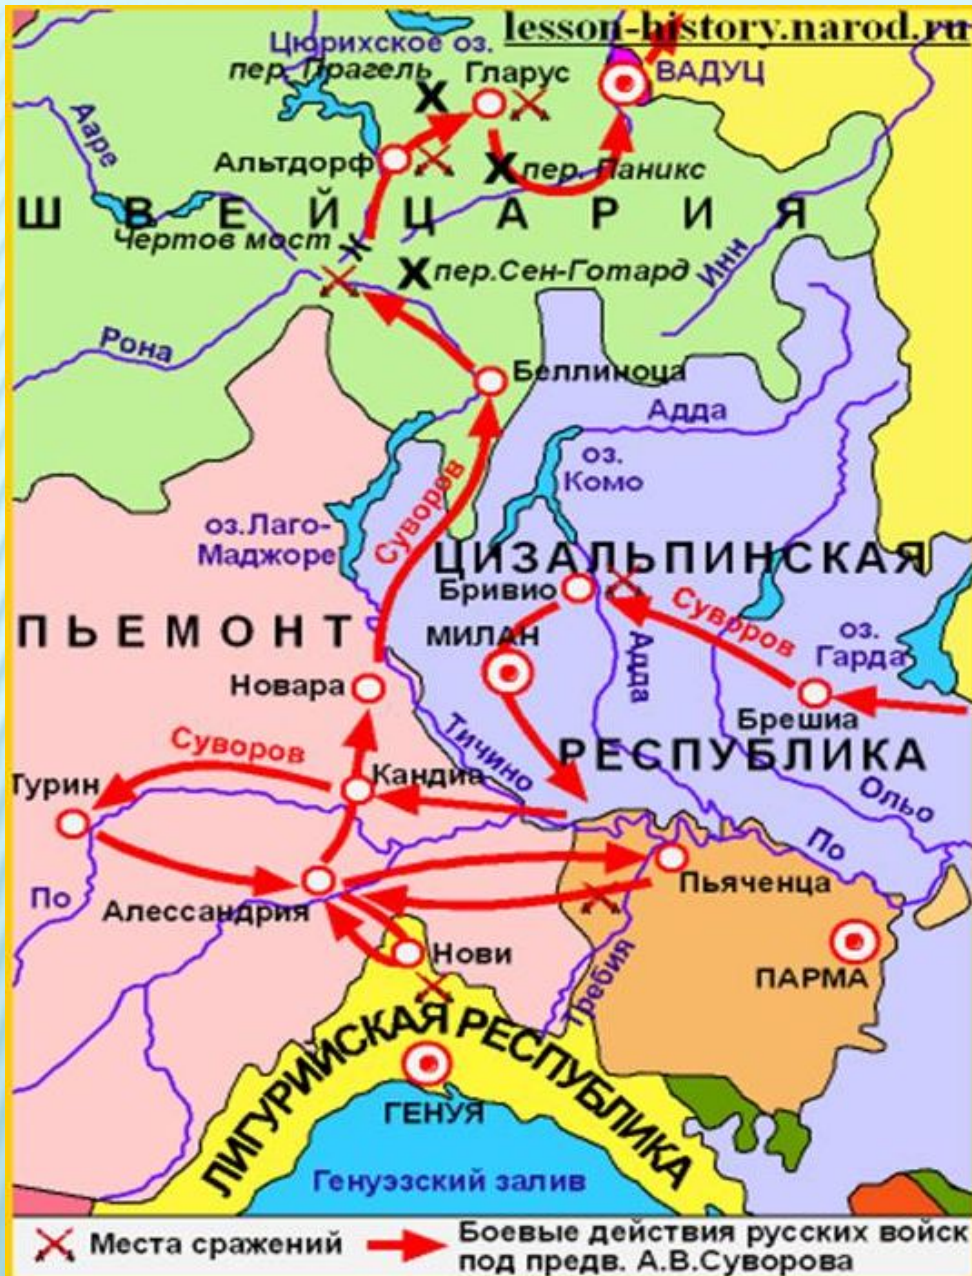 lesson-history.narod.ru
Цюрихское оз.
пер. Прагель
Гларус
ВАДУЦ
Ааре
Альтдорф
пер. Паникс
ШВЕЙЦАРИЯ
Чертов мост
пер.Сен-Готард
Инн
Рона
Беллиноца
Адда
оз.
Комо
Суворов
оз.Лаго-
Маджоре
ЦИЗАЛЬПИНСКАЯ
Бривио
Суворов
ПЬЕМОНТ
МИЛАН
Адда
оз.
Гарда
Новара
Брешиа
Тичино
РЕСПУБЛИКА
Суворов
Турин
Кандиа
Ольо
По
По
Пьяченца
Алессандрия
Нови
Требия
ПАРМА
ЛИГУРИЙСКАЯ РЕСПУБЛИКА
ГЕНУЯ
Генуэзский залив
Места сражений
Боевые действия русских войск
под предв. А.В.Суворова